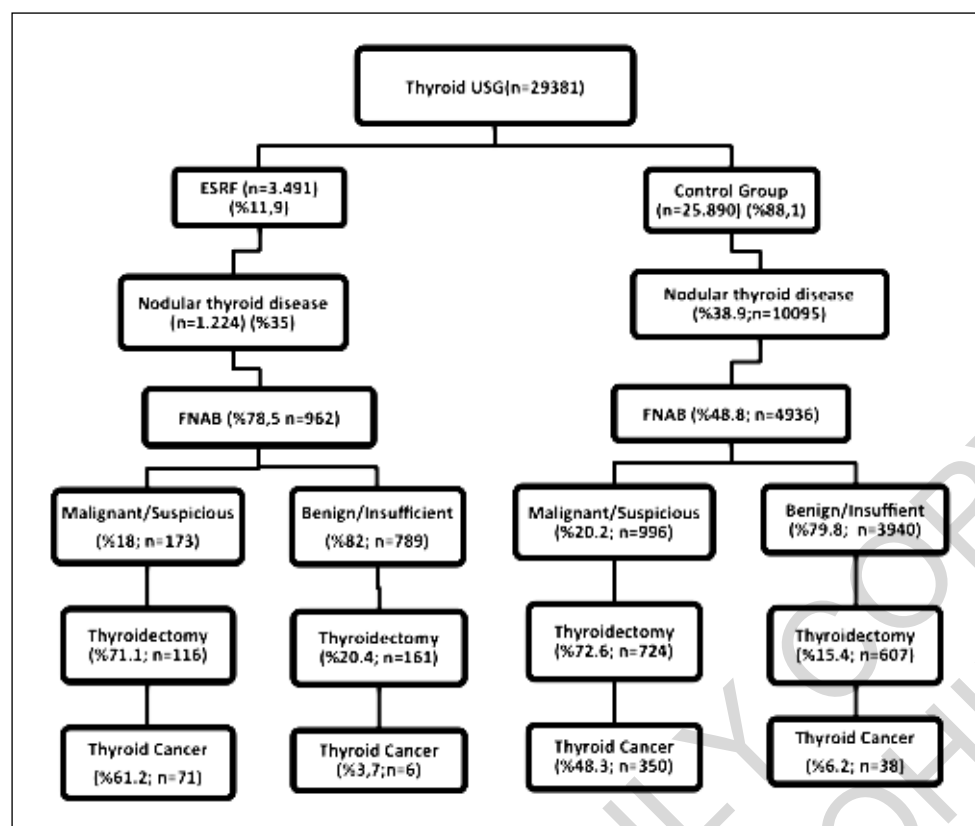 Thyroid USG(n=29381)
ESRF (n=3.491)
(%11,9)
Control Group
(n=25.890) (%88,1)
Nodular thyroid disease
(n=1.224) (%35)
Nodular thyroid disease
(%38.9;n=10095)
FNAB (%78,5 n=962)
FNAB (%48.8; n=4936)
Malignant/Suspicious
(%18; n=173)
Benign/Insufficient
(%82; n=789)
Malignant/Suspicious
(%20.2; n=996)
Benign/Insuffient
(%79.8; n=3940)
Thyroidectomy
(%71.1; n=116)
Thyroidectomy
(%20.4; n=161)
Thyroidectomy
(%72.6; n=724)
Thyroidectomy
(%15.4; n=607)
Thyroid Cancer
(%61.2; n=71)
Thyroid Cancer
(%3,7;n=6)
Thyroid Cancer
(%48.3; n=350)
Thyroid Cancer
(%6.2; n=38)